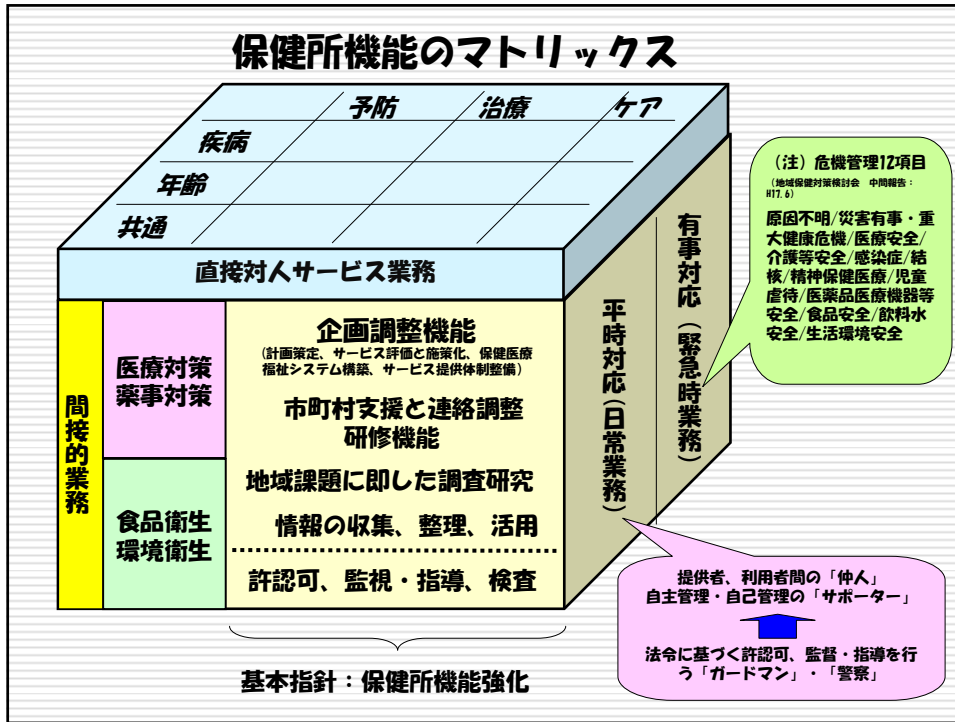 保健所機能のマトリックス
予防 治療 ケア
疾病
年齢
共通
直接対人サービス業務
間接的業務
医療対策
薬事対策
食品衛生
環境衛生
企画調整機能
（計画策定、サービス評価と施策化、保健医療
福祉システム構築、サービス提供体制整備）
市町村支援と連絡調整
研修機能
地域課題に即した調査研究
情報の収集、整理、活用
許認可、監視・指導、検査
平時対応（日常業務）
有事対応（緊急時業務）
（注）危機管理12項目
（地域保健対策検討会　中間報告：
H17.6）
原因不明/災害有事・重
大健康危機/医療安全/
介護等安全/感染症/結
核/精神保健医療/児童
虐待/医薬品医療機器等
安全/食品安全/飲料水
安全/生活環境安全
提供者、利用者間の「仲人」
自主管理・自己管理の「サポーター」
法令に基づく許認可、監督・指導を行
う「ガードマン」・「警察」
基本指針：保健所機能強化